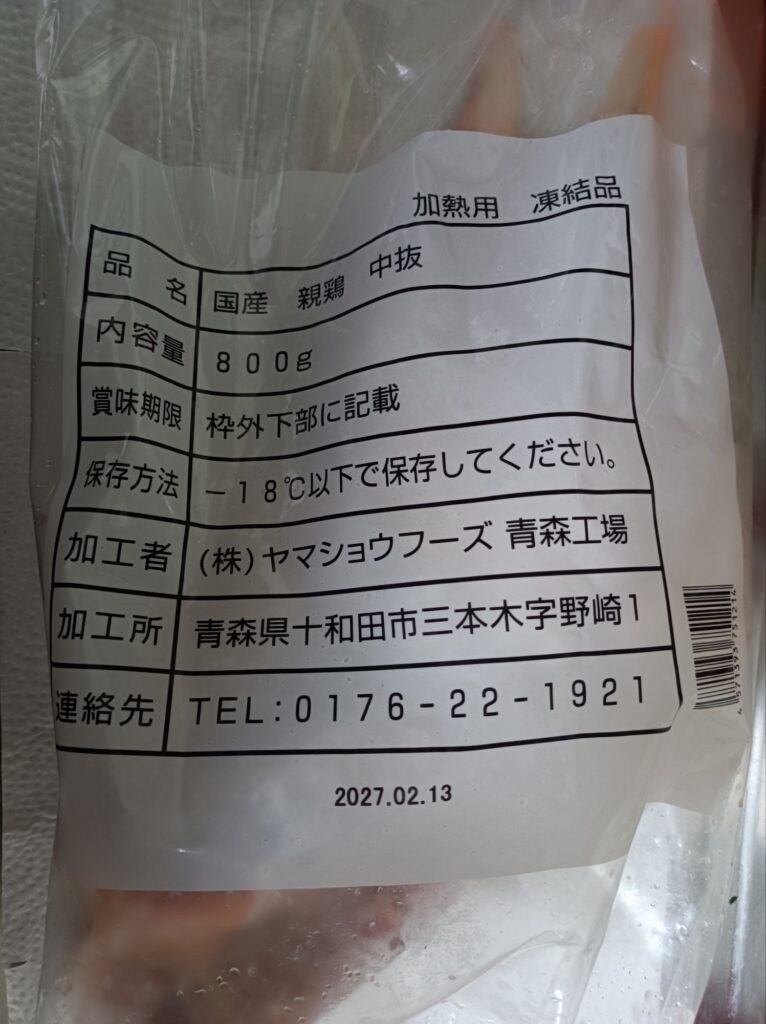 加熱用　凍結品
品　名 国産　親鶏　中抜
内容量 ８００ｇ
賞味期限 枠外下部に記載
保存方法 －１８℃以下で保存してください。
加工者 (株)ヤマショウフーズ 青森工場
加工所 青森県十和田市三本木字野崎1
連絡先 TEL:0176-22-1921
4571393751214
2027.02.13